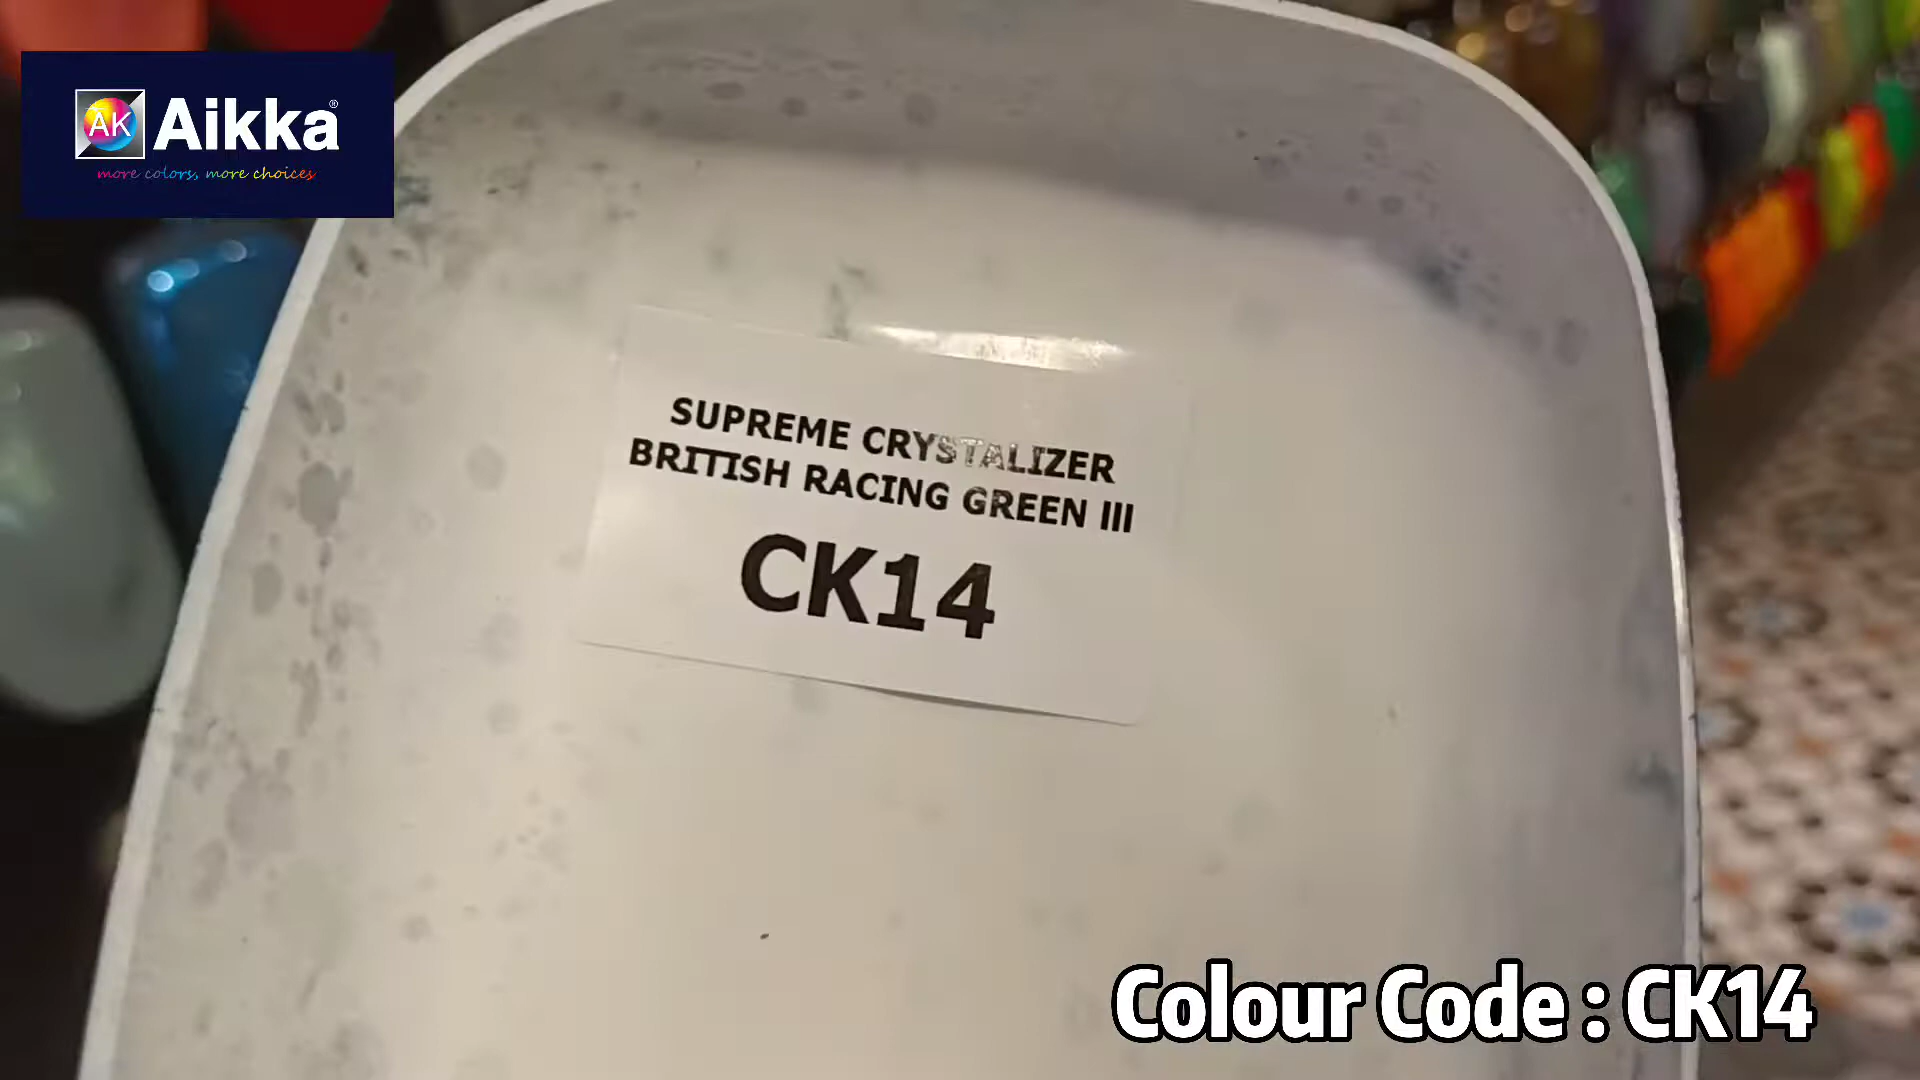 AK Aikka®
more colors, more choices
SUPREME CRYSTALIZER
BRITISH RACING GREEN III
CK14
Colour Code : CK14